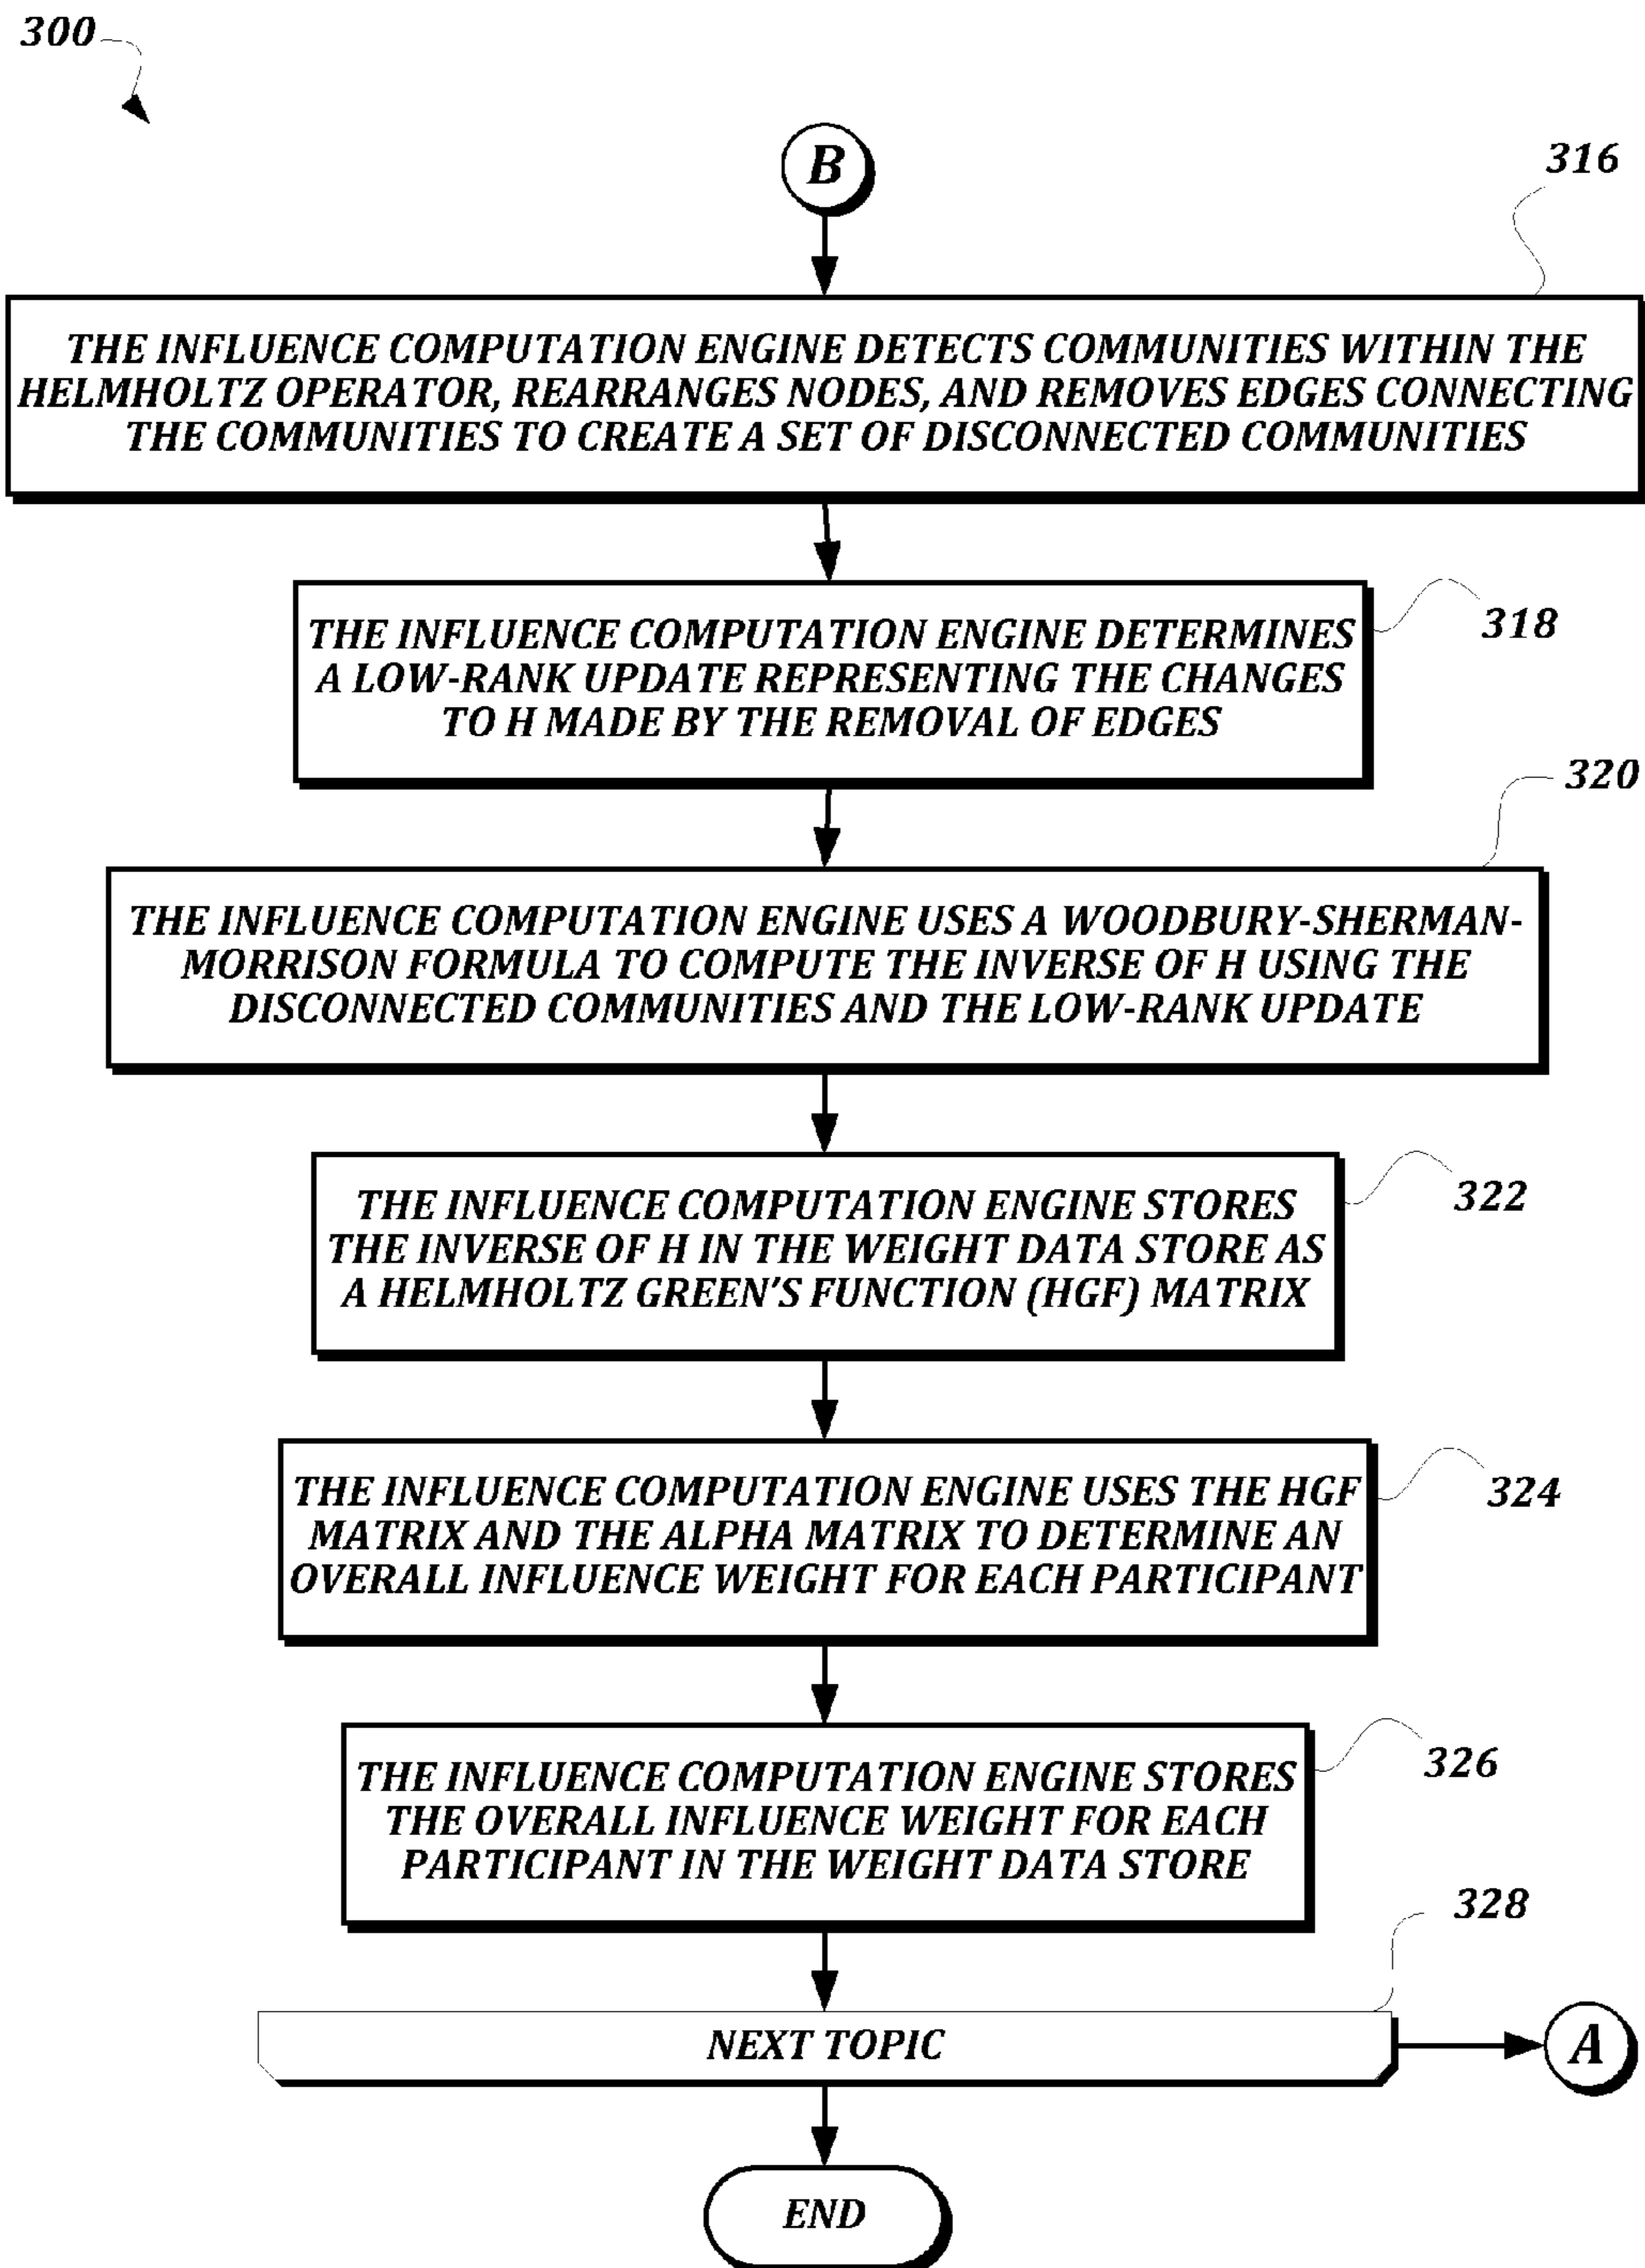 300
B
316
THE INFLUENCE COMPUTATION ENGINE DETECTS COMMUNITIES WITHIN THE
HELMHOLTZ OPERATOR, REARRANGES NODES, AND REMOVES EDGES CONNECTING
THE COMMUNITIES TO CREATE A SET OF DISCONNECTED COMMUNITIES
318
THE INFLUENCE COMPUTATION ENGINE DETERMINES
A LOW-RANK UPDATE REPRESENTING THE CHANGES
TO H MADE BY THE REMOVAL OF EDGES
320
THE INFLUENCE COMPUTATION ENGINE USES A WOODBURY-SHERMAN-
MORRISON FORMULA TO COMPUTE THE INVERSE OF H USING THE
DISCONNECTED COMMUNITIES AND THE LOW-RANK UPDATE
322
THE INFLUENCE COMPUTATION ENGINE STORES
THE INVERSE OF H IN THE WEIGHT DATA STORE AS
A HELMHOLTZ GREEN'S FUNCTION (HGF) MATRIX
324
THE INFLUENCE COMPUTATION ENGINE USES THE HGF
MATRIX AND THE ALPHA MATRIX TO DETERMINE AN
OVERALL INFLUENCE WEIGHT FOR EACH PARTICIPANT
326
THE INFLUENCE COMPUTATION ENGINE STORES
THE OVERALL INFLUENCE WEIGHT FOR EACH
PARTICIPANT IN THE WEIGHT DATA STORE
328
NEXT TOPIC
A
END